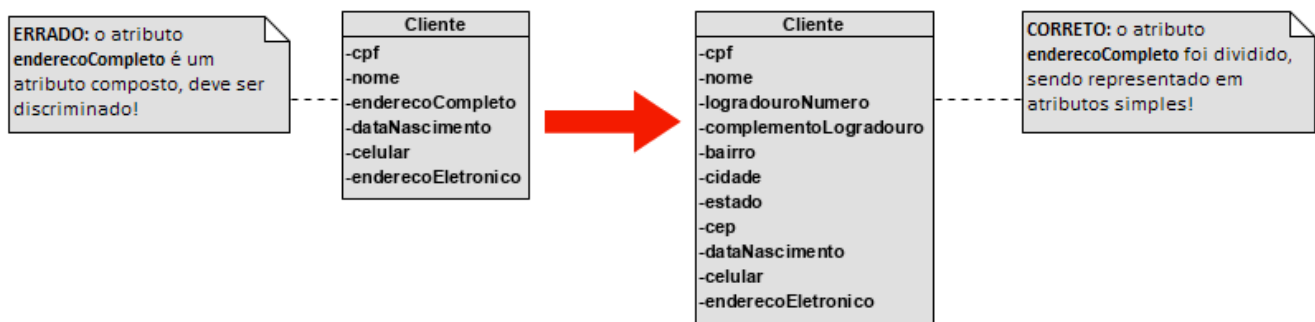 ERRADO: o atributo
enderecoCompleto é um
atributo composto, deve ser
discriminado!
Cliente
-cpf
-nome
-enderecoCompleto
-dataNascimento
-celular
-enderecoEletronico
Cliente
-cpf
-nome
-logradouroNumero
-complementoLogradouro
-bairro
-cidade
-estado
-cep
-dataNascimento
-celular
-enderecoEletronico
CORRETO: o atributo
enderecoCompleto foi dividido,
sendo representado em
atributos simples!